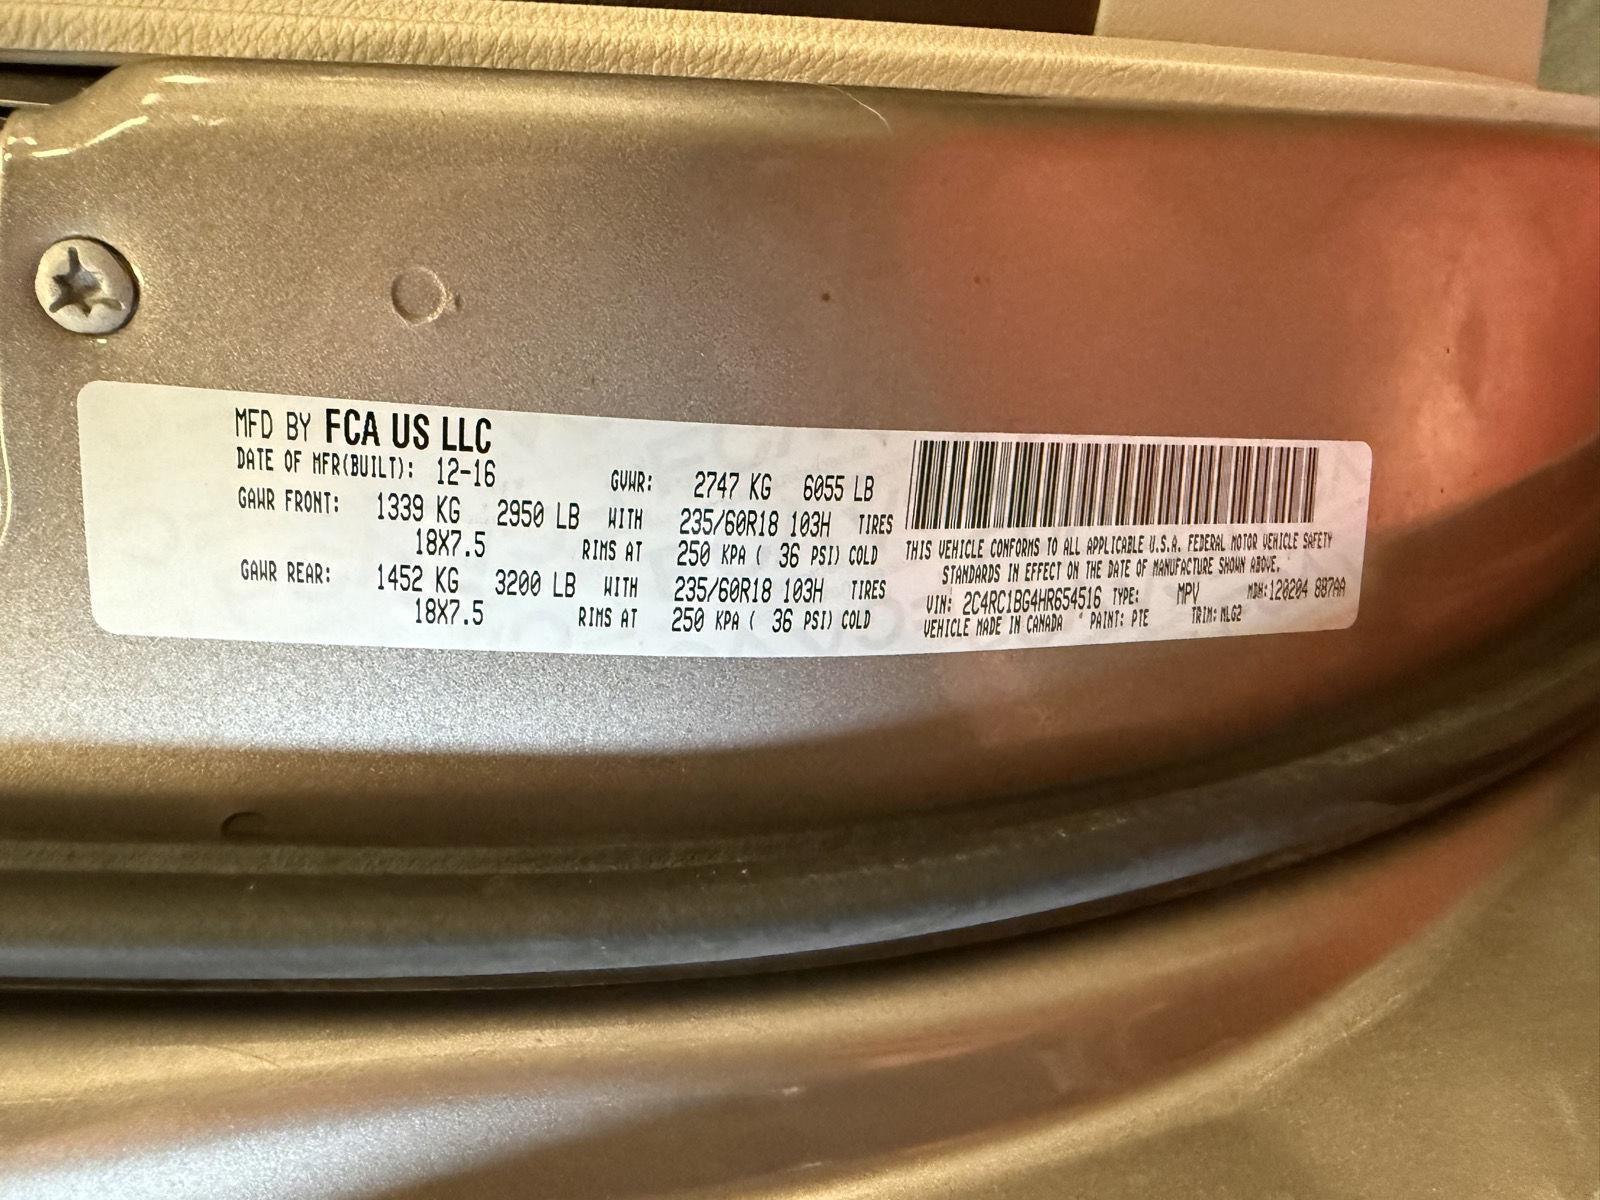 MFD BY FCA US LLC
DATE OF MFR(BUILT): 12-16 GVWR: 2747 KG 6055 LB
GAWR FRONT: 1339 KG 2950 LB WITH 235/60R18 103H TIRES
18X7.5 RIMS AT 250 KPA ( 36 PSI) COLD
GAWR REAR: 1452 KG 3200 LB WITH 235/60R18 103H TIRES
18X7.5 RIMS AT 250 KPA ( 36 PSI) COLD
THIS VEHICLE CONFORMS TO ALL APPLICABLE U.S.A. FEDERAL MOTOR VEHICLE SAFETY
STANDARDS IN EFFECT ON THE DATE OF MANUFACTURE SHOWN ABOVE.
VIN: 2C4RC1BG4HR654516 TYPE: MPV MDH:120204 887AA
VEHICLE MADE IN CANADA PAINT: PTE TRIM: MLG2